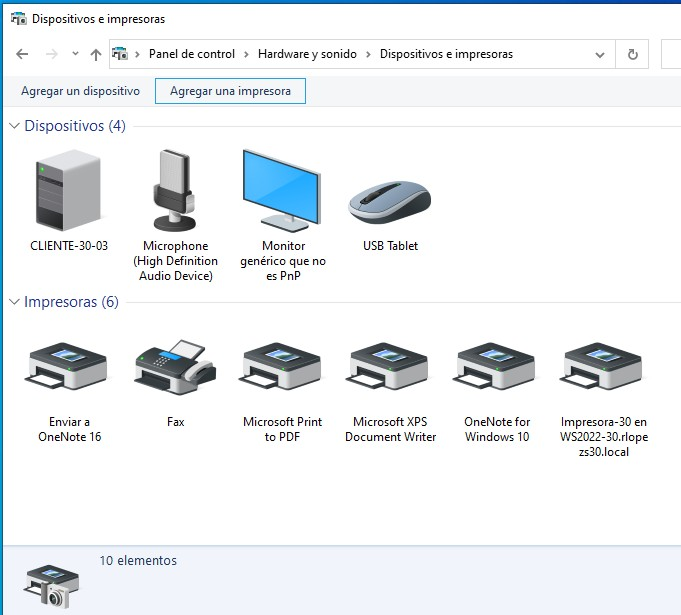 Dispositivos e impresoras
Panel de control
Hardware y sonido
Dispositivos e impresoras
Agregar un dispositivo
Agregar una impresora
Dispositivos (4)
CLIENTE-30-03
Microphone
(High Definition
Audio Device)
Monitor
genérico que no
es PnP
USB Tablet
Impresoras (6)
Enviar a
OneNote 16
Fax
Microsoft Print
to PDF
Microsoft XPS
Document Writer
OneNote for
Windows 10
Impresora-30 en
WS2022-30.rlope
zs30.local
10 elementos